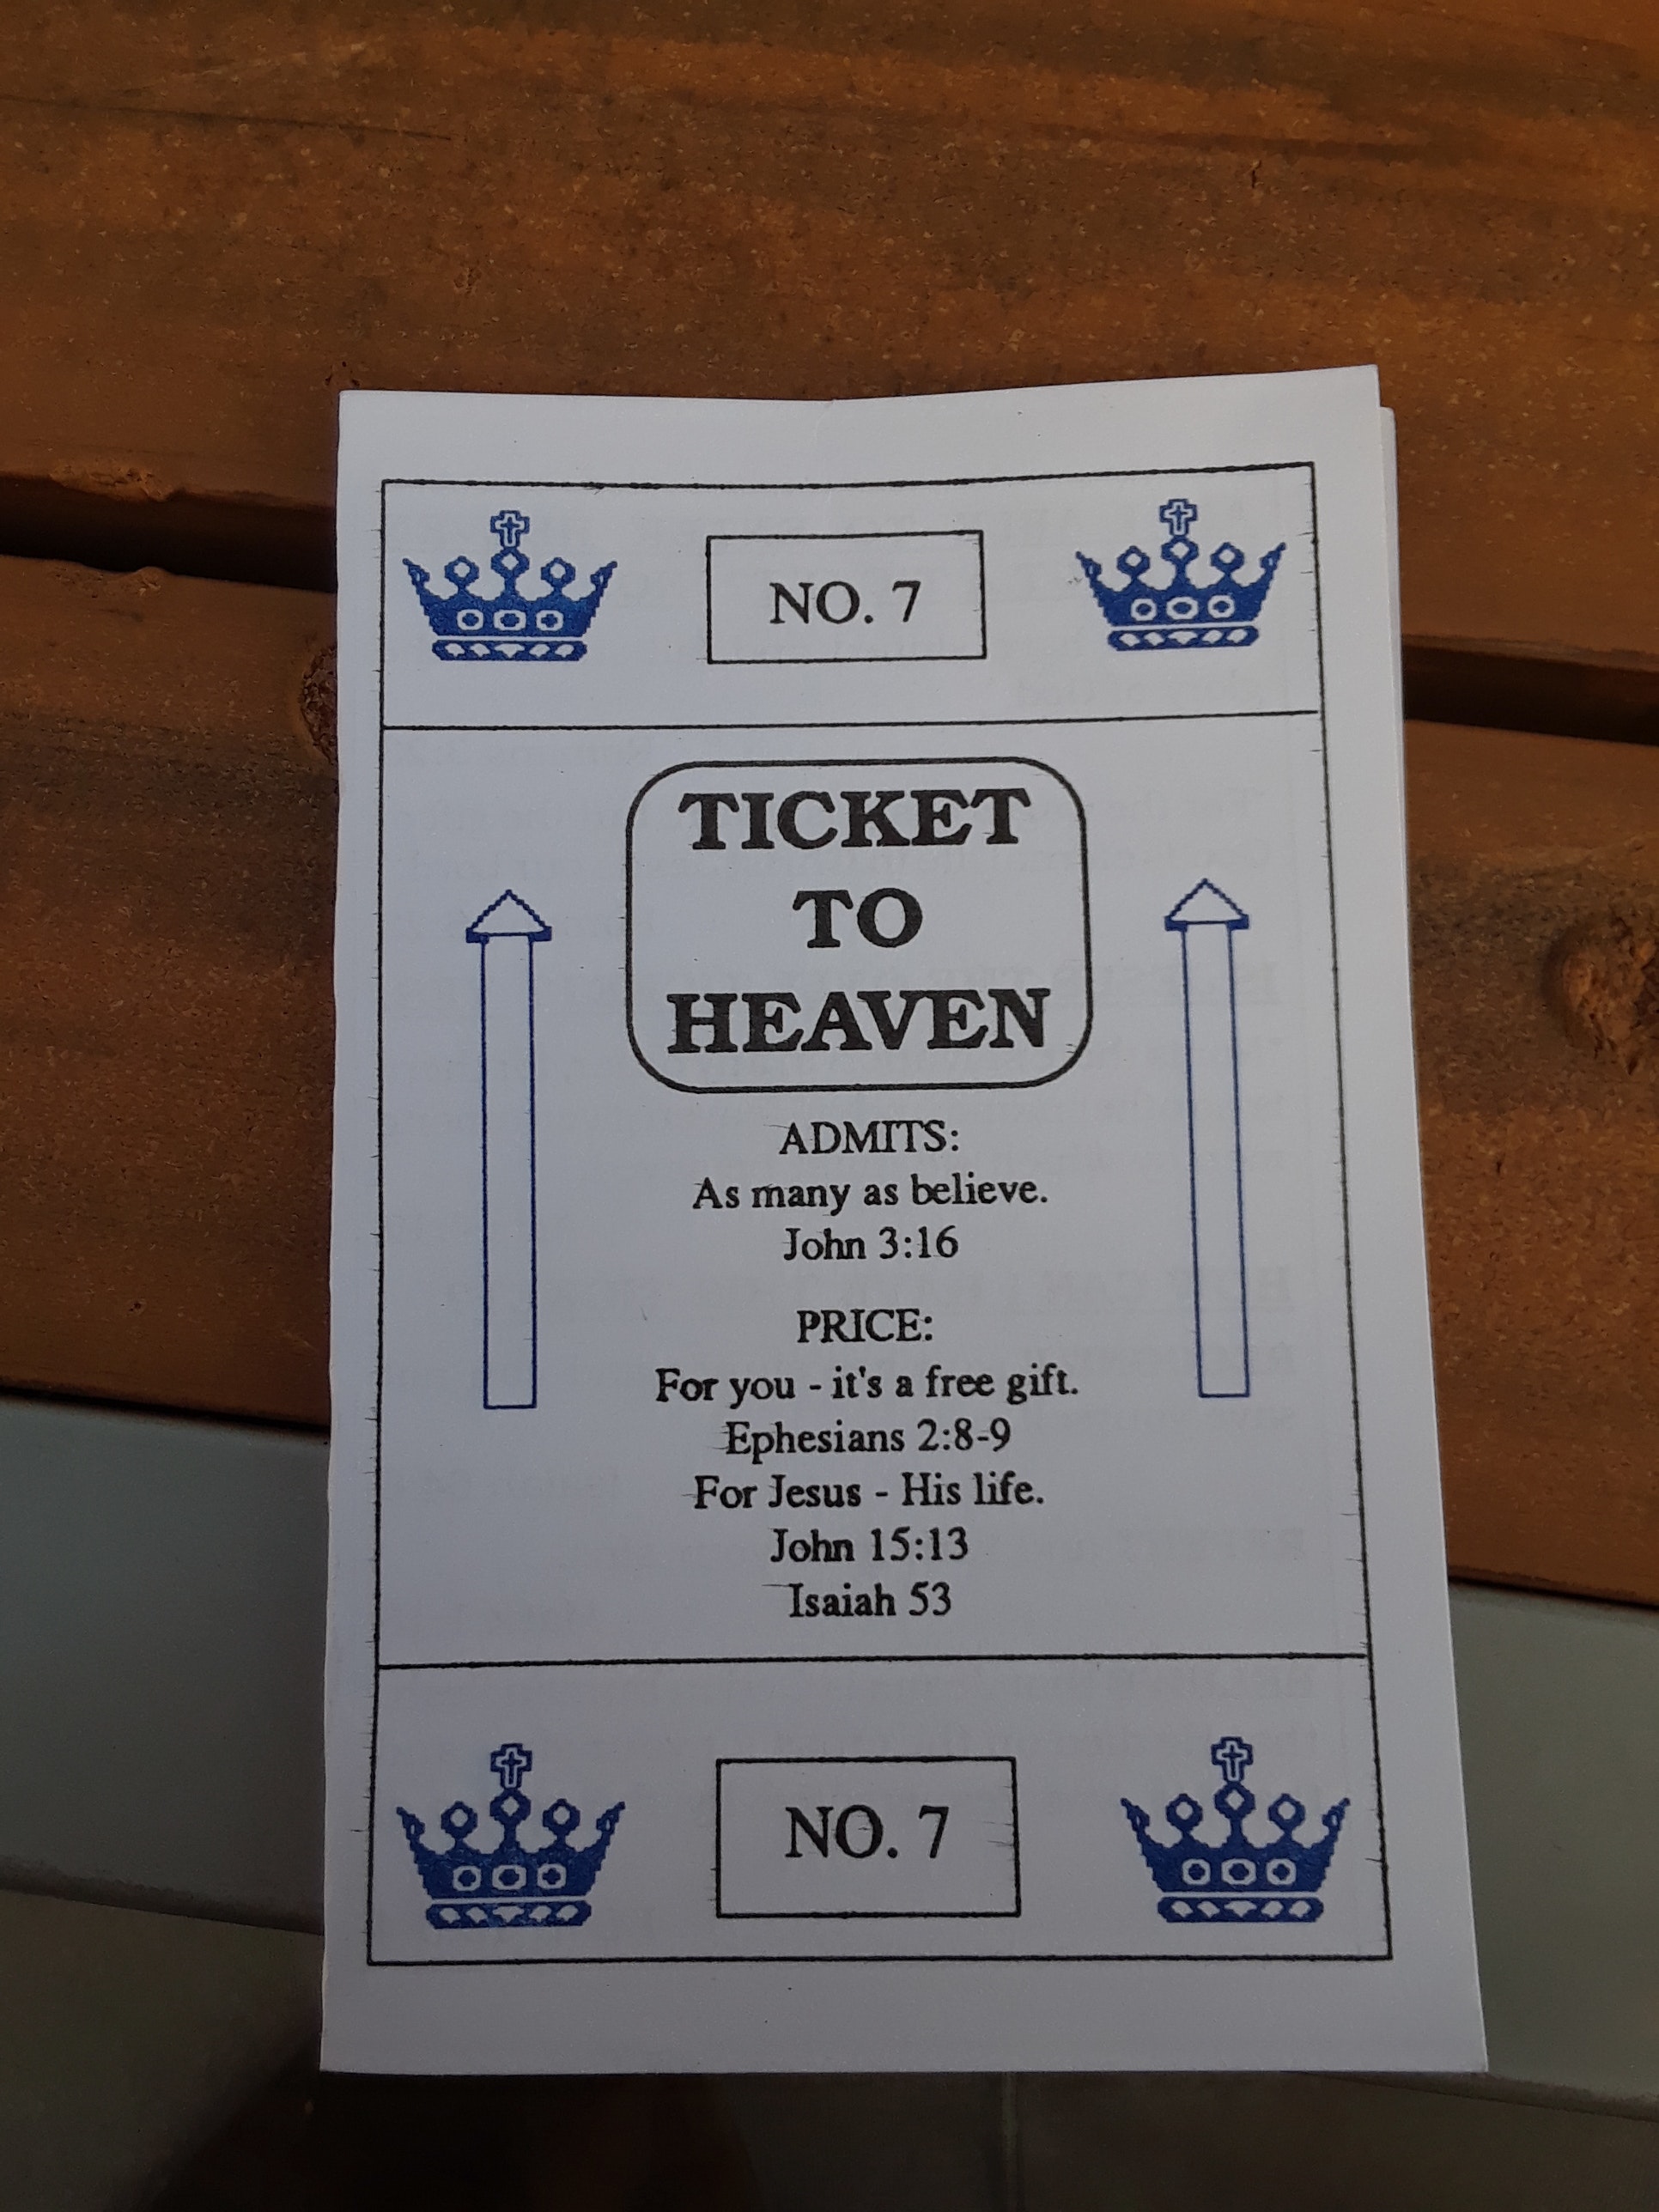 NO. 7
TICKET
TO
HEAVEN
ADMITS:
As many as believe.
John 3:16
PRICE:
For you - it's a free gift.
Ephesians 2:8-9
For Jesus - His life.
John 15:13
Isaiah 53
NO. 7